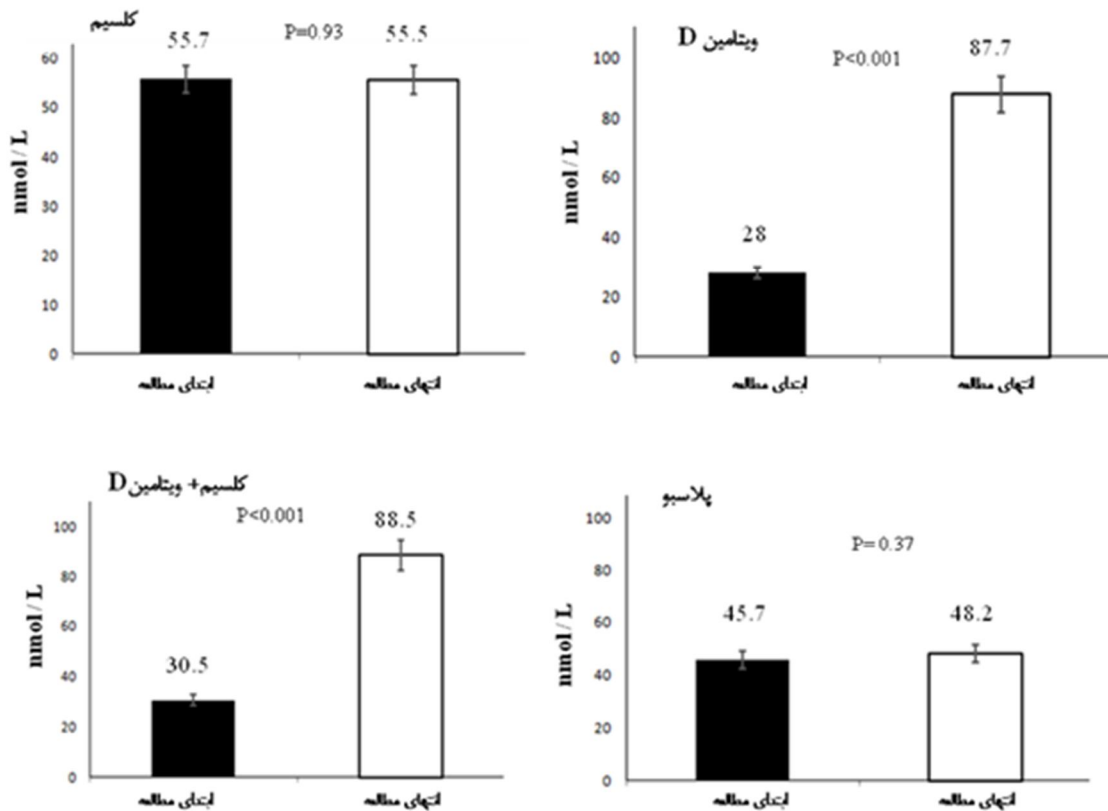 کلسیم
55.7
P=0.93
55.5
60
50
40
30
20
10
0
nmol / L
ابتدای مطالعه
انتهای مطالعه
ویتامین D
P<0.001
87.7
28
100
80
60
40
20
0
nmol / L
ابتدای مطالعه
انتهای مطالعه
کلسیم+ ویتامین D
P<0.001
88.5
30.5
100
80
60
40
20
0
nmol / L
ابتدای مطالعه
انتهای مطالعه
پلاسبو
P= 0.37
45.7
48.2
100
80
60
40
20
0
nmol / L
ابتدای مطالعه
انتهای مطالعه